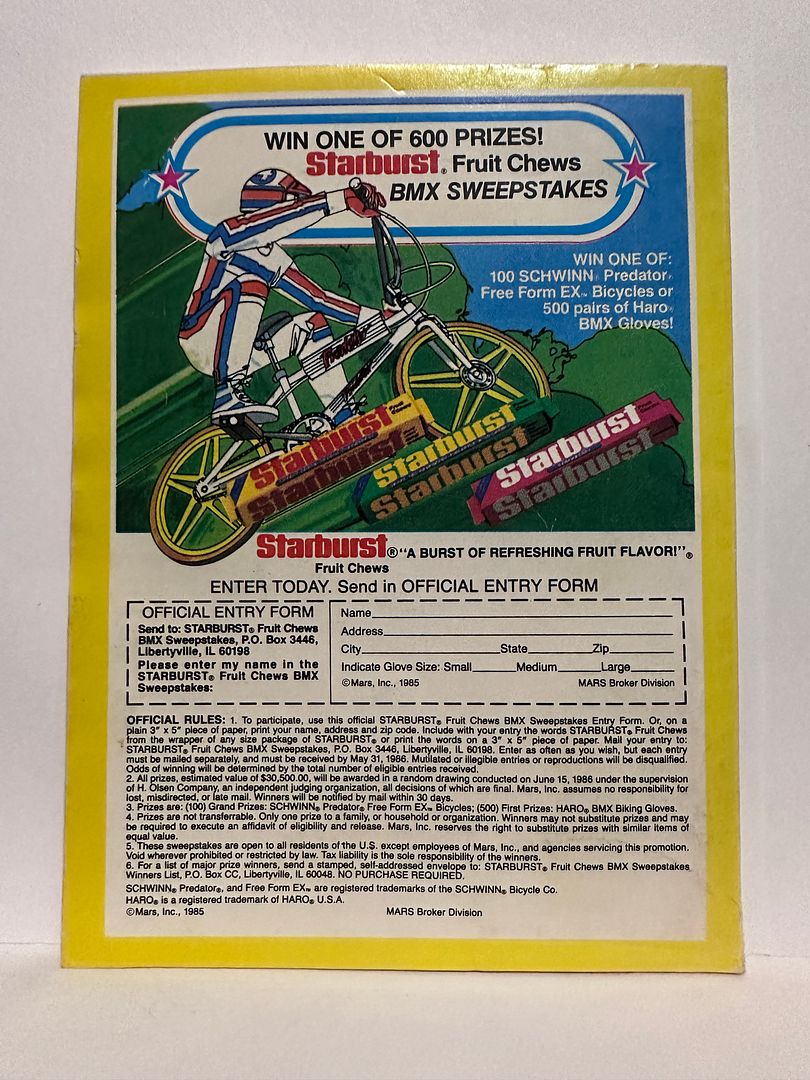 WIN ONE OF 600 PRIZES!
Starburst® Fruit Chews
BMX SWEEPSTAKES
WIN ONE OF:
100 SCHWINN® Predator®
Free Form EX™ Bicycles or
500 pairs of Haro®
BMX Gloves!
Predator
Starburst
Starburst
Starburst
Starburst
Starburst
Starburst
Starburst® "A BURST OF REFRESHING FRUIT FLAVOR!"®
Fruit Chews
ENTER TODAY. Send in OFFICIAL ENTRY FORM
OFFICIAL ENTRY FORM
Send to: STARBURST® Fruit Chews
BMX Sweepstakes, P.O. Box 3446,
Libertyville, IL 60198
Please enter my name in the
STARBURST® Fruit Chews BMX
Sweepstakes:
Name
Address
City State Zip
Indicate Glove Size: Small Medium Large
©Mars, Inc., 1985 MARS Broker Division
OFFICIAL RULES: 1. To participate, use this official STARBURST® Fruit Chews BMX Sweepstakes Entry Form. Or, on a
plain 3" x 5" piece of paper, print your name, address and zip code. Include with your entry the words STARBURST® Fruit Chews
from the wrapper of any size package of STARBURST® or print the words on a 3" x 5" piece of paper. Mail your entry to:
STARBURST® Fruit Chews BMX Sweepstakes, P.O. Box 3446, Libertyville, IL 60198. Enter as often as you wish, but each entry
must be mailed separately, and must be received by May 31, 1986. Mutilated or illegible entries or reproductions will be disqualified.
Odds of winning will be determined by the total number of eligible entries received.
2. All prizes, estimated value of $30,500.00, will be awarded in a random drawing conducted on June 15, 1986 under the supervision
of H. Olsen Company, an independent judging organization, all decisions of which are final. Mars, Inc. assumes no responsibility for
lost, misdirected, or late mail. Winners will be notified by mail within 30 days.
3. Prizes are: (100) Grand Prizes: SCHWINN® Predator® Free Form EX™ Bicycles; (500) First Prizes: HARO® BMX Biking Gloves.
4. Prizes are not transferrable. Only one prize to a family, or household or organization. Winners may not substitute prizes and may
be required to execute an affidavit of eligibility and release. Mars, Inc. reserves the right to substitute prizes with similar items of
equal value.
5. These sweepstakes are open to all residents of the U.S. except employees of Mars, Inc., and agencies servicing this promotion.
Void wherever prohibited or restricted by law. Tax liability is the sole responsibility of the winners.
6. For a list of major prize winners, send a stamped, self-addressed envelope to: STARBURST® Fruit Chews BMX Sweepstakes
Winners List, P.O. Box CC, Libertyville, IL 60048. NO PURCHASE REQUIRED.
SCHWINN® Predator®, and Free Form EX™ are registered trademarks of the SCHWINN® Bicycle Co.
HARO® is a registered trademark of HARO® U.S.A.
©Mars, Inc., 1985 MARS Broker Division